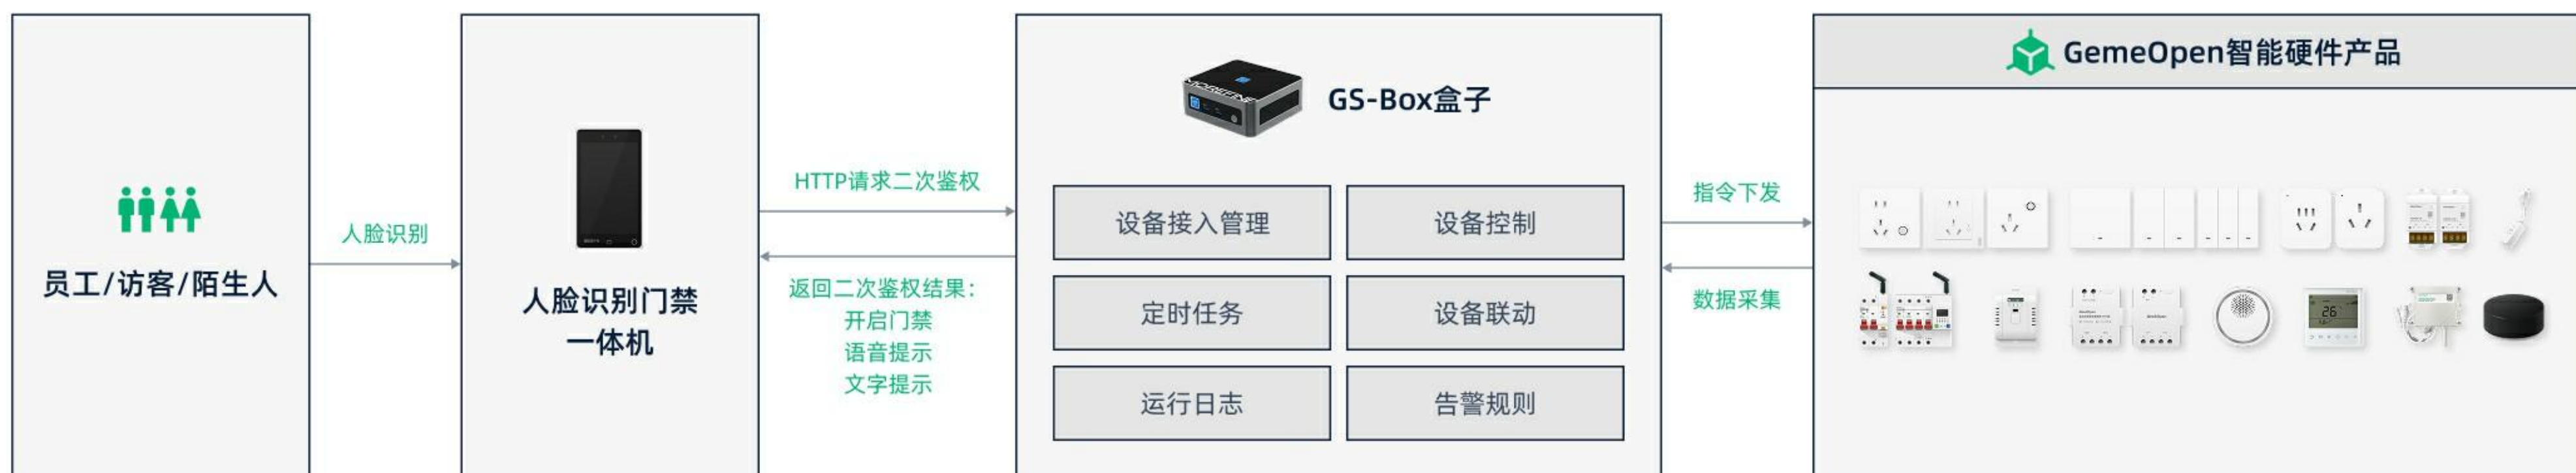 员工/访客/陌生人
人脸识别
人脸识别门禁
一体机
HTTP请求二次鉴权
返回二次鉴权结果：
开启门禁
语音提示
文字提示
GS-Box盒子
设备接入管理
设备控制
定时任务
设备联动
运行日志
告警规则
指令下发
数据采集
GemeOpen智能硬件产品
26